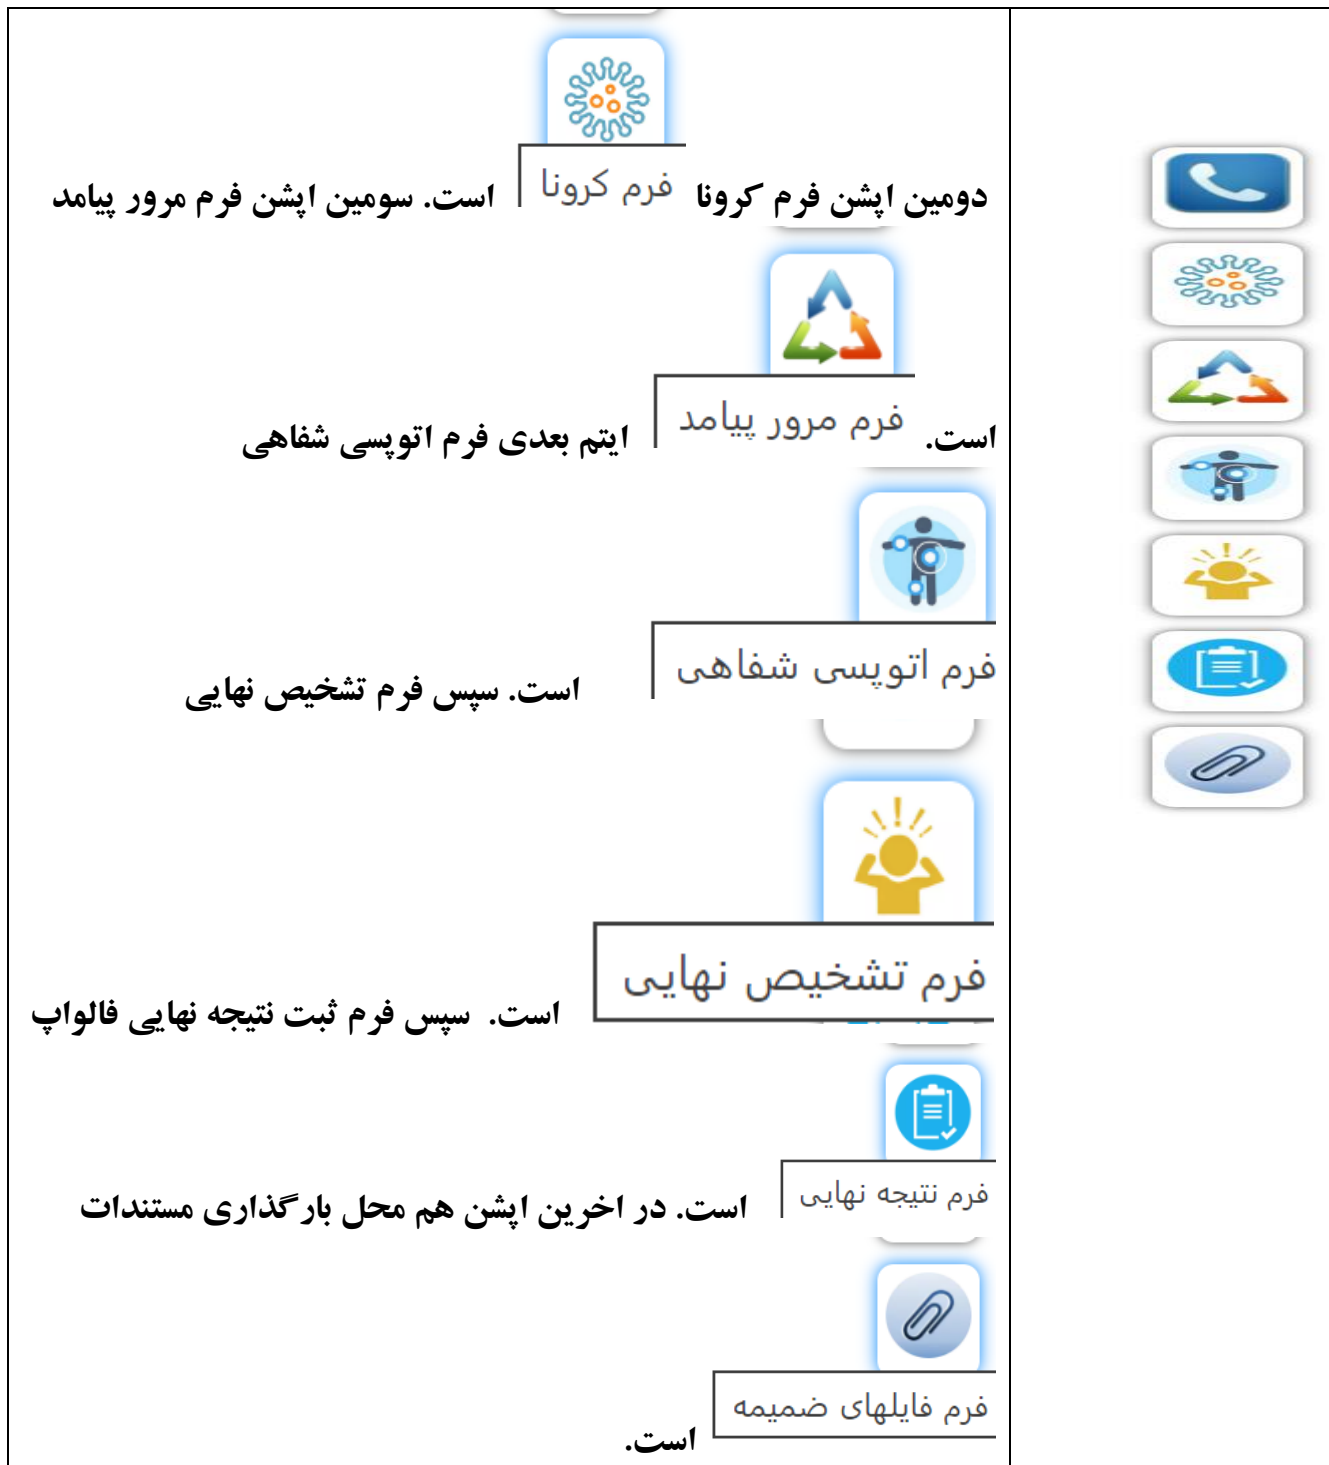 دومین اپشن فرم کرونا فرم کرونا است. سومین اپشن فرم مرور پیامد
فرم مرور پیامد است. ایتم بعدی فرم اتوپسی شفاهی
فرم اتوپسی شفاهی است. سپس فرم تشخیص نهایی
فرم تشخیص نهایی است. سپس فرم ثبت نتیجه نهایی فالواپ
فرم نتیجه نهایی است. در اخرین اپشن هم محل بارگذاری مستندات
فرم فایلهای ضمیمه است.